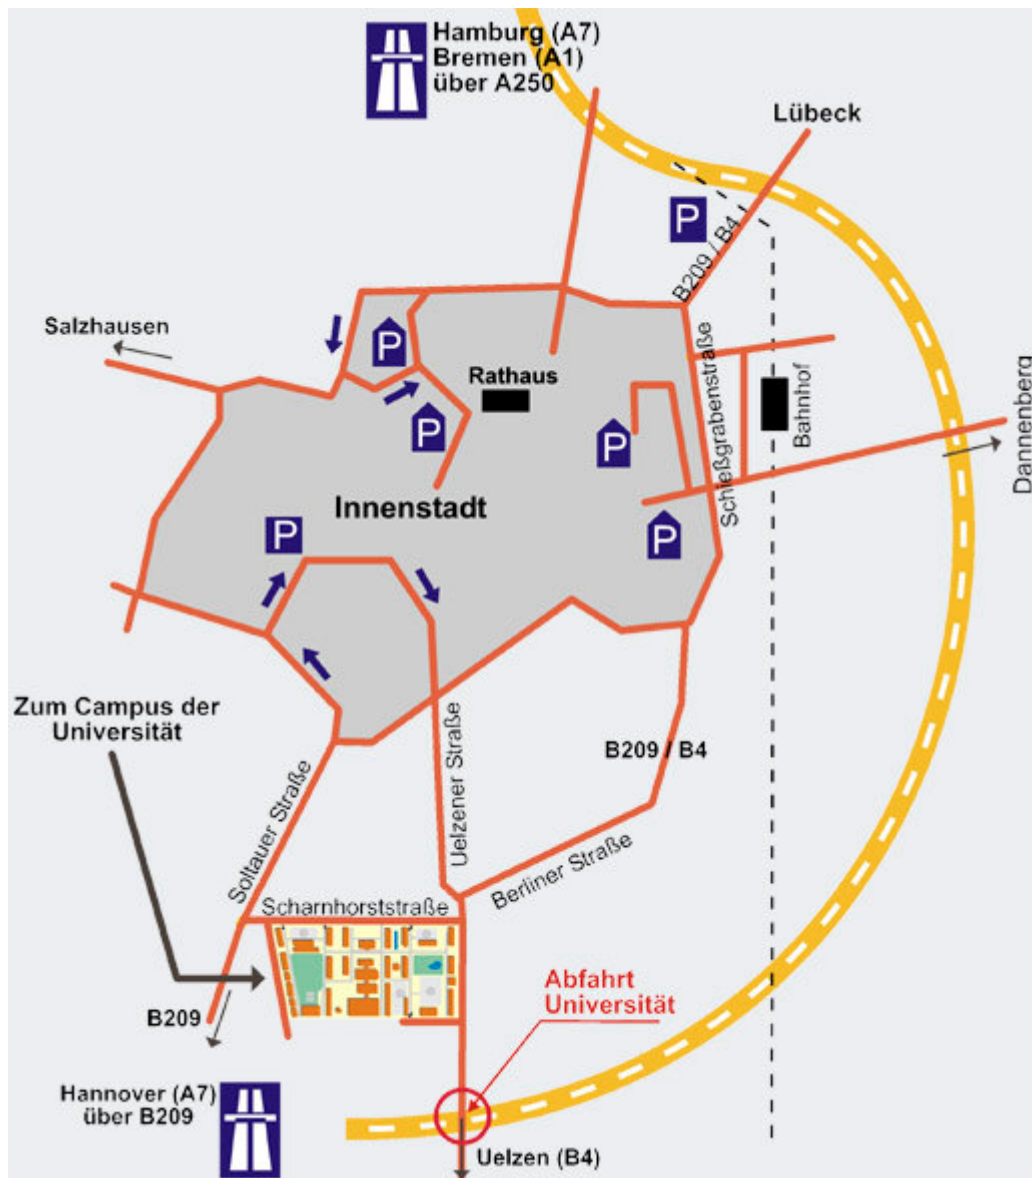 Hamburg (A7)
Bremen (A1)
über A250
Lübeck
P
B209 / B4
Salzhausen
P
Rathaus
Schießgrabenstraße
Bahnhof
P
P
Dannenberg
Innenstadt
P
P
Zum Campus der
Universität
B209 / B4
Soltauer Straße
Uelzener Straße
Berliner Straße
Scharnhorststraße
Abfahrt
Universität
B209
Hannover (A7)
über B209
Uelzen (B4)